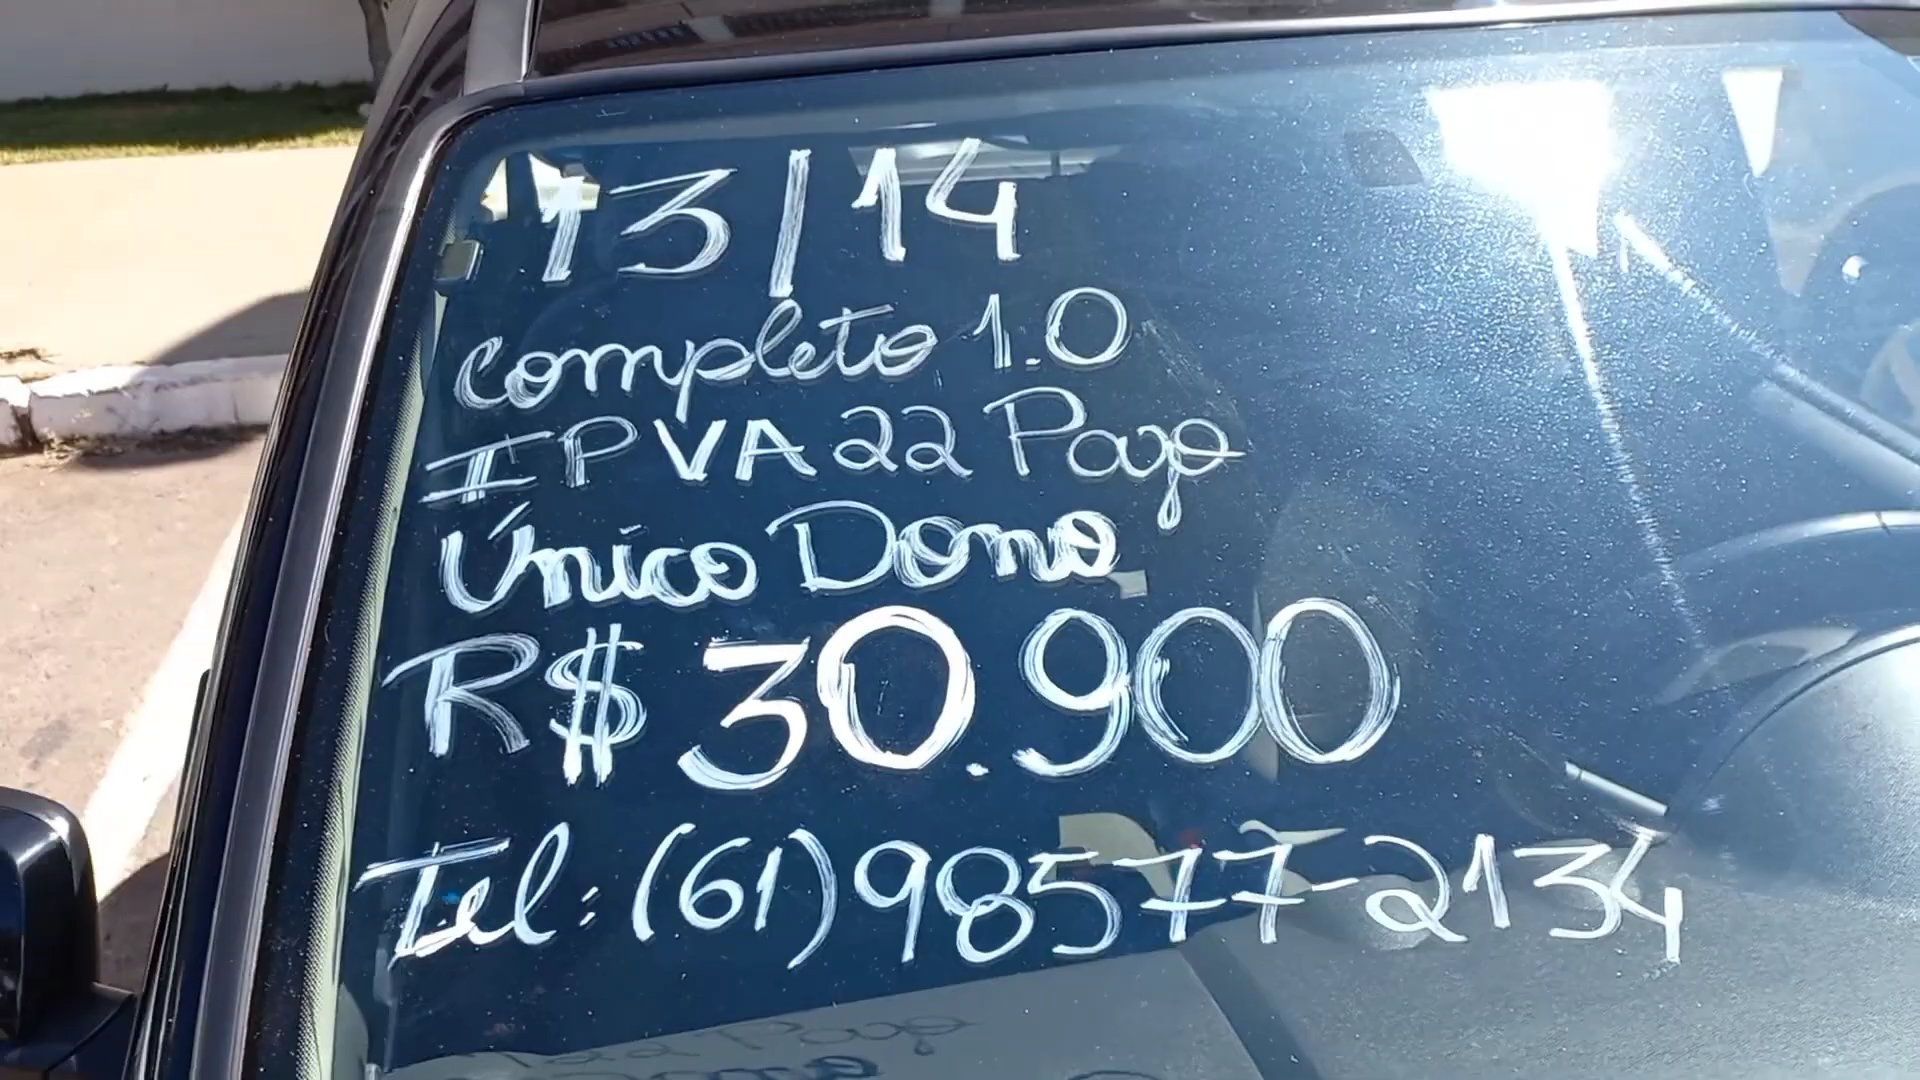 13/14
Completo 1.0
IPVA 22 Pago
Único Dono
R$ 30.900
Tel: (61) 98577-2134